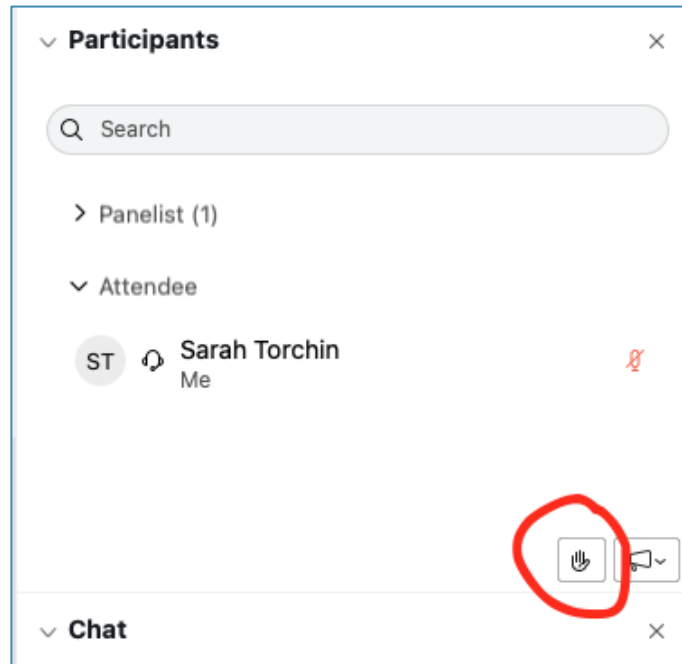 Participants
Search
Panelist (1)
Attendee
ST
Sarah Torchin
Me
Chat